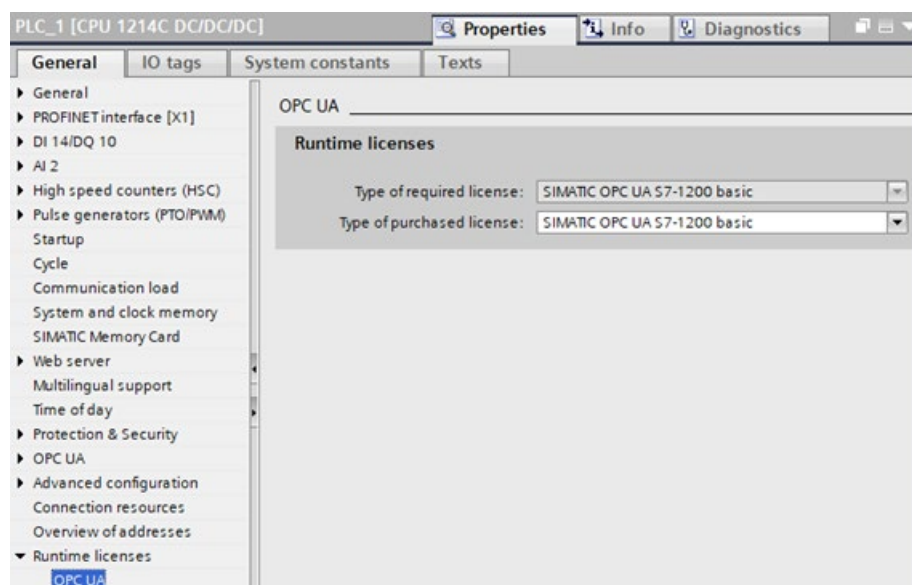 PLC_1 [CPU 1214C DC/DC/DC]
Properties
Info
Diagnostics
General
IO tags
System constants
Texts
General
PROFINET interface [X1]
DI 14/DQ 10
AI 2
High speed counters (HSC)
Pulse generators (PTO/PWM)
Startup
Cycle
Communication load
System and clock memory
SIMATIC Memory Card
Web server
Multilingual support
Time of day
Protection & Security
OPC UA
Advanced configuration
Connection resources
Overview of addresses
Runtime licenses
OPC UA
OPC UA
Runtime licenses
Type of required license: SIMATIC OPC UA S7-1200 basic
Type of purchased license: SIMATIC OPC UA S7-1200 basic